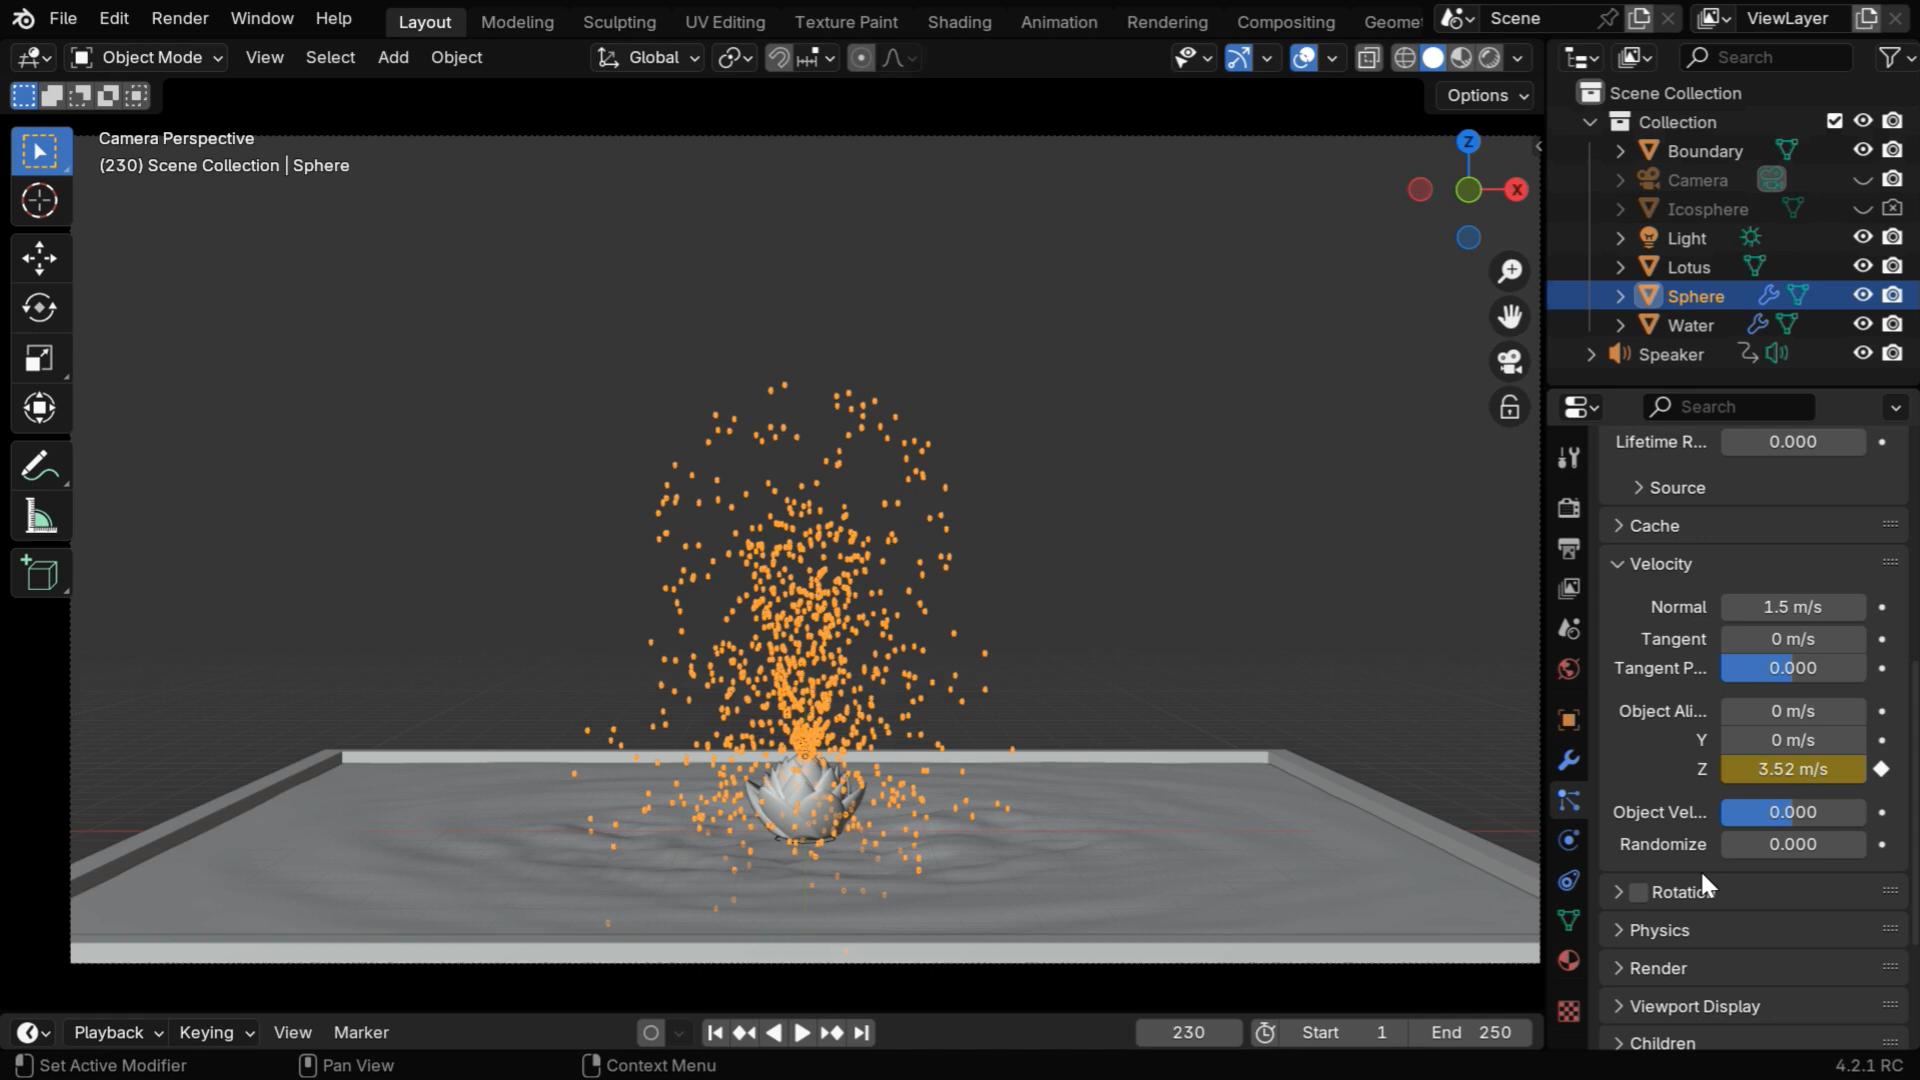 File Edit Render Window Help Layout Modeling Sculpting UV Editing Texture Paint Shading Animation Rendering Compositing Geomet Scene ViewLayer
Object Mode View Select Add Object Global Search
Options
Camera Perspective
(230) Scene Collection | Sphere
Z
X
Scene Collection
Collection
Boundary
Camera
Icosphere
Light
Lotus
Sphere
Water
Speaker
Search
Lifetime R... 0.000
Source
Cache
Velocity
Normal 1.5 m/s
Tangent 0 m/s
Tangent P... 0.000
Object Ali... 0 m/s
Y 0 m/s
Z 3.52 m/s
Object Vel... 0.000
Randomize 0.000
Rotation
Physics
Render
Viewport Display
Children
Playback Keying View Marker 230 Start 1 End 250
Set Active Modifier Pan View Context Menu 4.2.1 RC